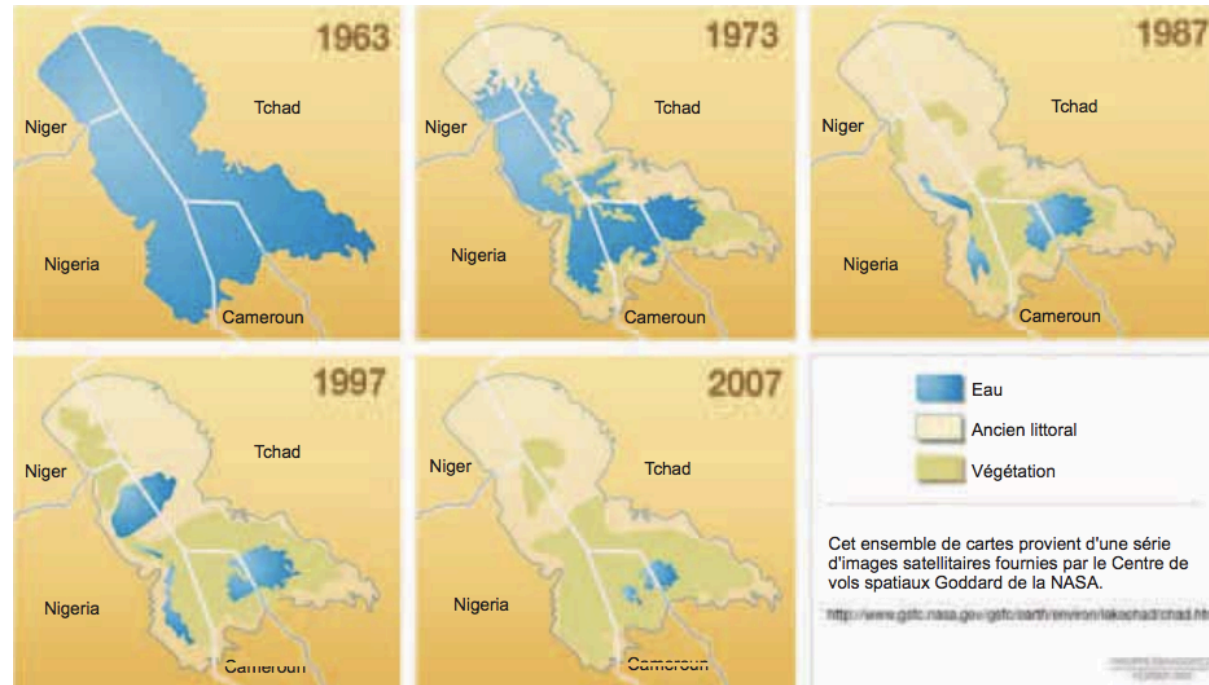 1963
Tchad
Niger
Nigeria
Cameroun
1973
Tchad
Niger
Nigeria
Cameroun
1987
Tchad
Niger
Nigeria
Cameroun
1997
Tchad
Niger
Nigeria
Cameroun
2007
Tchad
Niger
Nigeria
Cameroun
Eau
Ancien littoral
Végétation
Cet ensemble de cartes provient d'une série
d'images satellitaires fournies par le Centre de
vols spatiaux Goddard de la NASA.